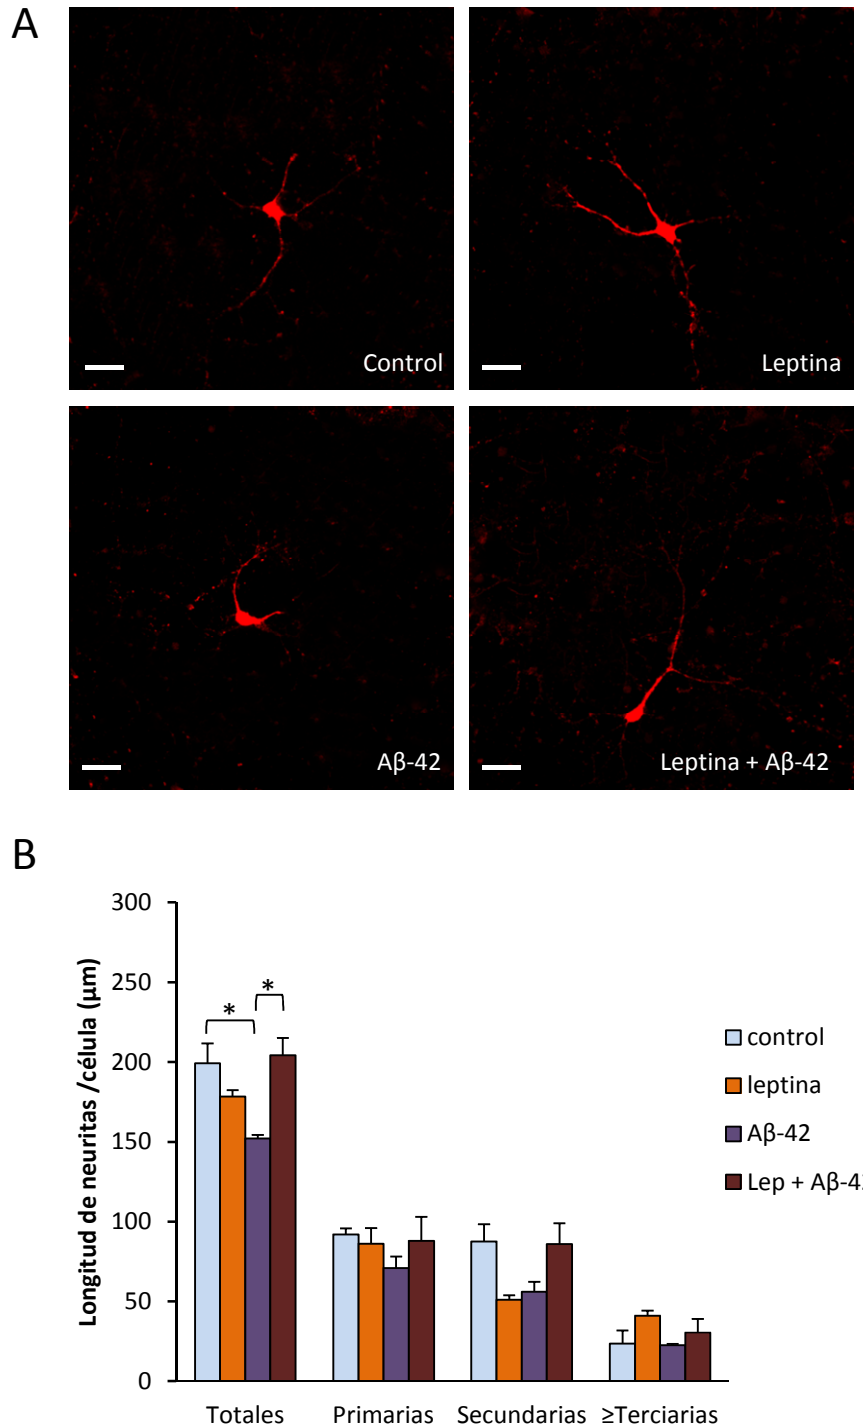 A
Control
Leptina
Aβ-42
Leptina + Aβ-42
B
Longitud de neuritas /célula (µm)
300
250
200
150
100
50
0
*
*
control
leptina
Aβ-42
Lep + Aβ-4
Totales
Primarias
Secundarias
≥Terciarias